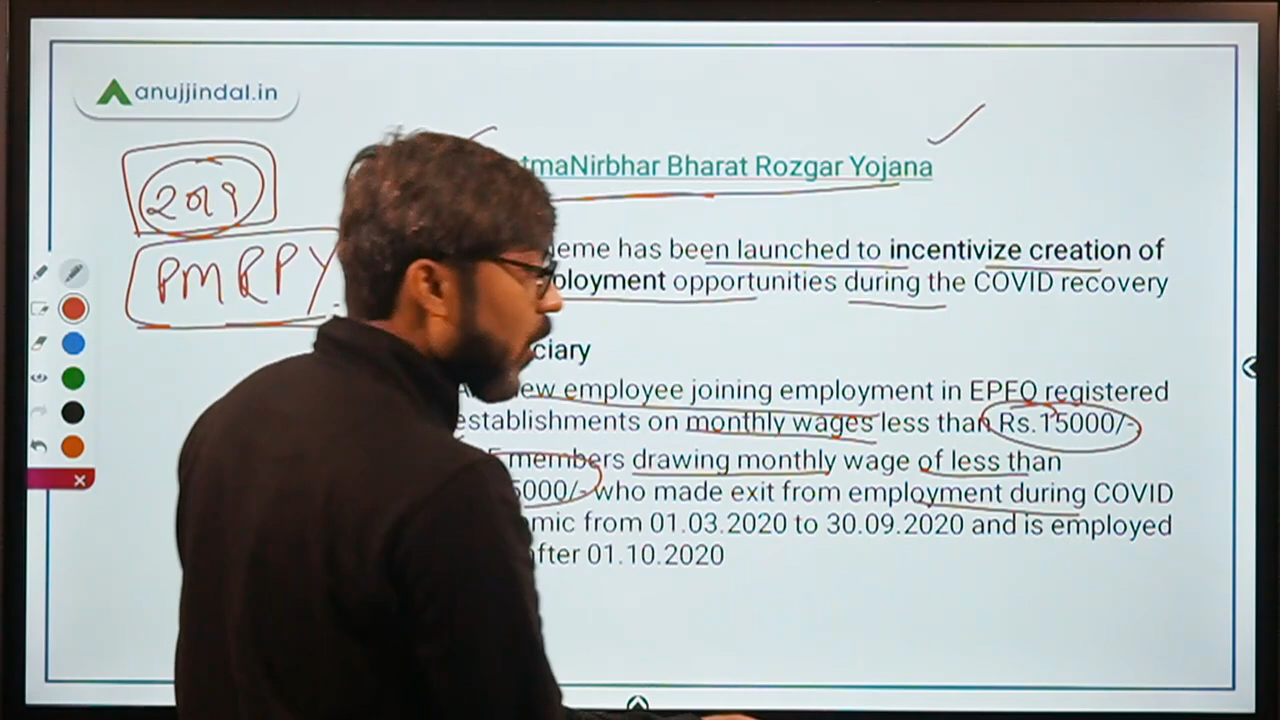 anujjindal.in
2019
PMRPY
tmaNirbhar Bharat Rozgar Yojana
eme has been launched to incentivize creation of
ployment opportunities during the COVID recovery
ciary
ew employee joining employment in EPFO registered
establishments on monthly wages less than Rs.15000/-
members drawing monthly wage of less than
5000/- who made exit from employment during COVID
mic from 01.03.2020 to 30.09.2020 and is employed
after 01.10.2020